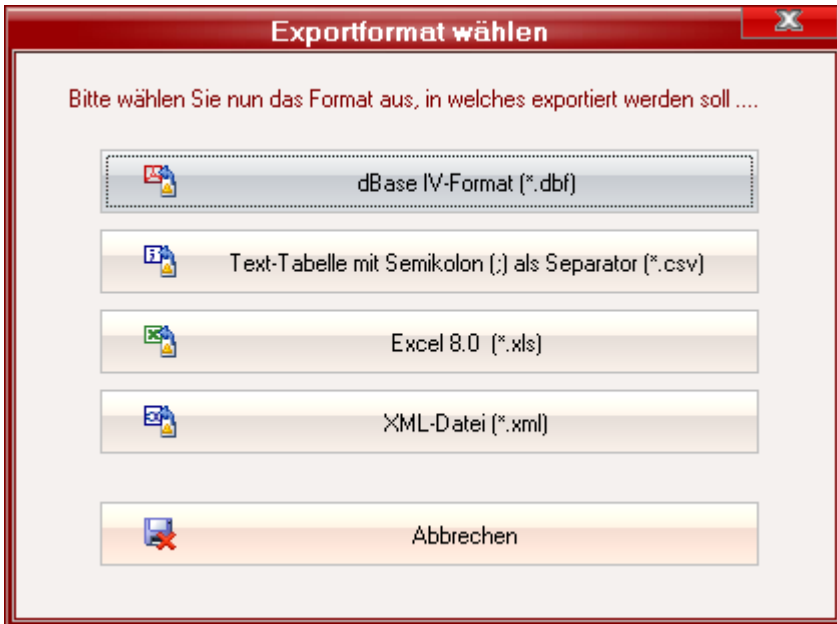 Exportformat wählen
Bitte wählen Sie nun das Format aus, in welches exportiert werden soll ....
dBase IV-Format (*.dbf)
Text-Tabelle mit Semikolon (;) als Separator (*.csv)
Excel 8.0  (*.xls)
XML-Datei (*.xml)
Abbrechen